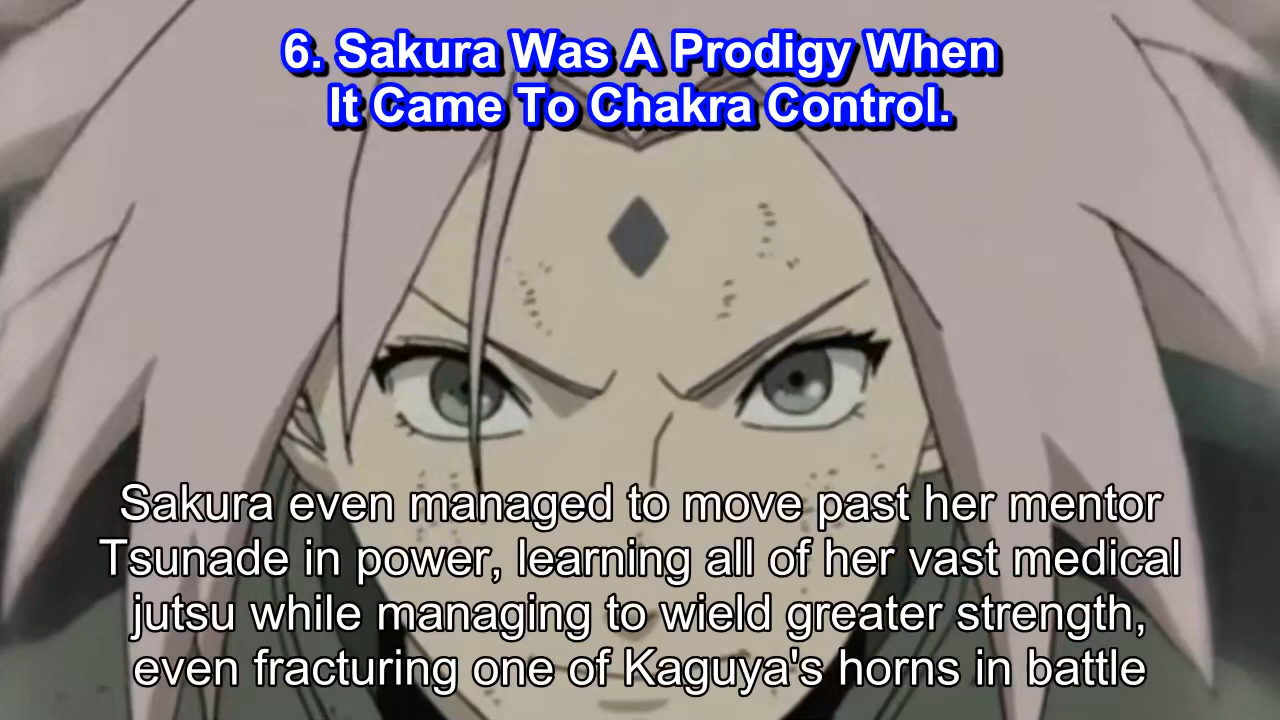 6. Sakura Was A Prodigy When
It Came To Chakra Control.
Sakura even managed to move past her mentor
Tsunade in power, learning all of her vast medical
jutsu while managing to wield greater strength,
even fracturing one of Kaguya's horns in battle